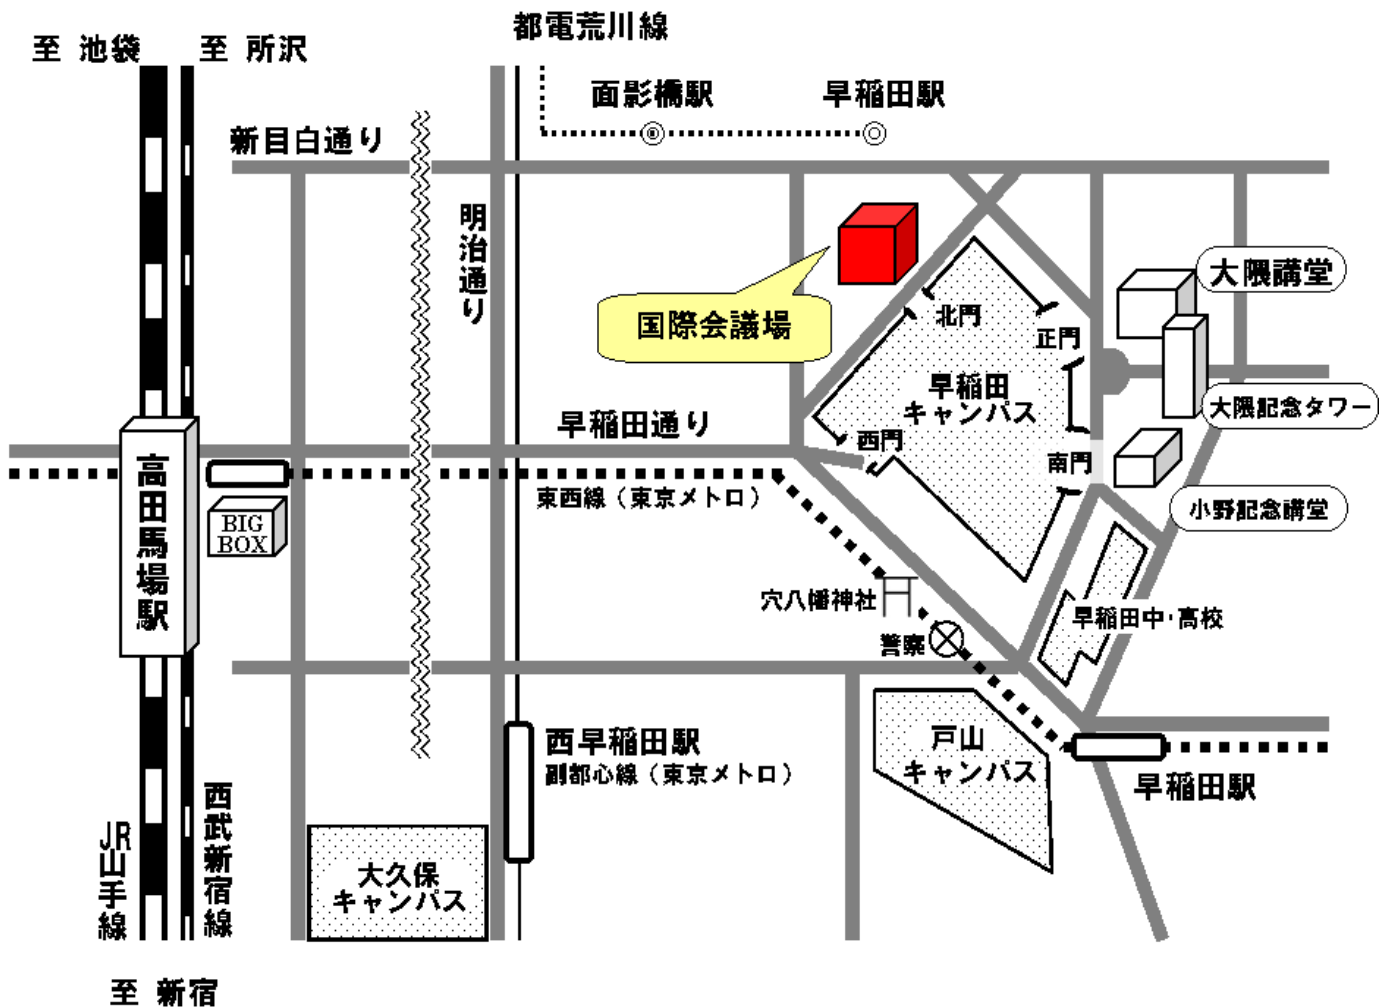 都電荒川線
至 池袋
至 所沢
面影橋駅
早稲田駅
新目白通り
明治通り
大隈講堂
国際会議場
北門
正門
早稲田
キャンパス
大隈記念タワー
早稲田通り
西門
南門
高田馬場駅
東西線（東京メトロ）
小野記念講堂
BIG
BOX
穴八幡神社
早稲田中・高校
警察
西早稲田駅
副都心線（東京メトロ）
戸山
キャンパス
早稲田駅
JR山手線
西武新宿線
大久保
キャンパス
至 新宿